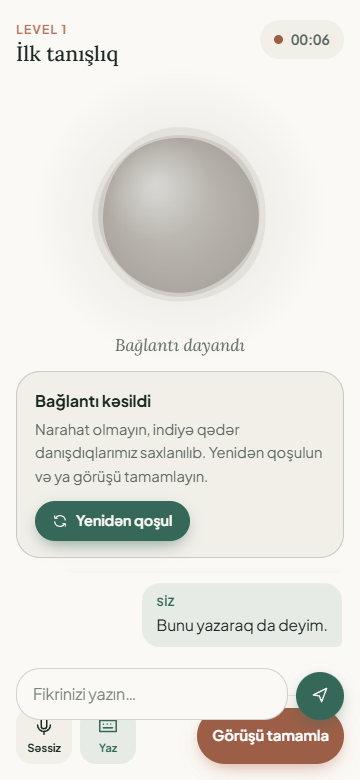 LEVEL 1
İlk tanışlıq
00:06
Bağlantı dayandı
Bağlantı kəsildi
Narahat olmayın, indiyə qədər
danışdıqlarımız saxlanılıb. Yenidən qoşulun
və ya görüşü tamamlayın.
Yenidən qoşul
SİZ
Bunu yazaraq da deyim.
Fikrinizi yazın...
Səssiz
Yaz
Görüşü tamamla